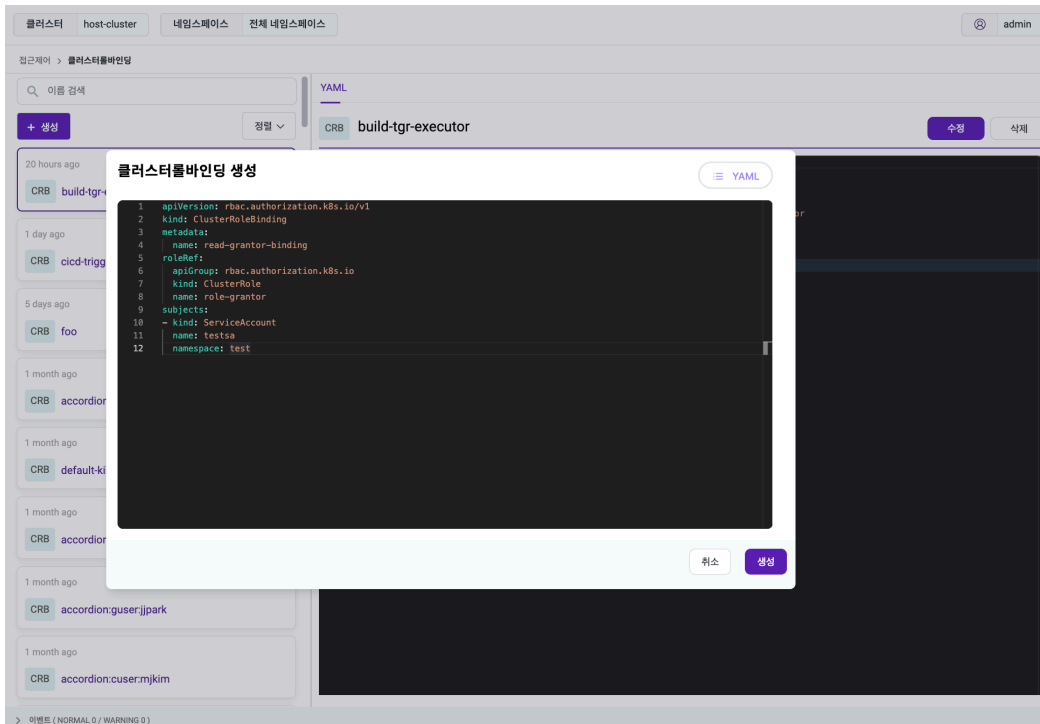 클러스터 host-cluster 네임스페이스 전체 네임스페이스 admin
접근제어 > 클러스터롤바인딩
이름 검색
+ 생성 정렬
YAML
CRB build-tgr-executor 수정 삭제
20 hours ago
CRB build-tgr-
1 day ago
CRB cicd-trigg
5 days ago
CRB foo
1 month ago
CRB accordion
1 month ago
CRB default-ki
1 month ago
CRB accordion
1 month ago
CRB accordion:guser:jjpark
1 month ago
CRB accordion:cuser:mjkim
or
클러스터롤바인딩 생성 YAML
1 apiVersion: rbac.authorization.k8s.io/v1
2 kind: ClusterRoleBinding
3 metadata:
4 name: read-grantor-binding
5 roleRef:
6 apiGroup: rbac.authorization.k8s.io
7 kind: ClusterRole
8 name: role-grantor
9 subjects:
10 - kind: ServiceAccount
11 name: testsa
12 namespace: test
취소 생성
> 이벤트 ( NORMAL 0 / WARNING 0 )